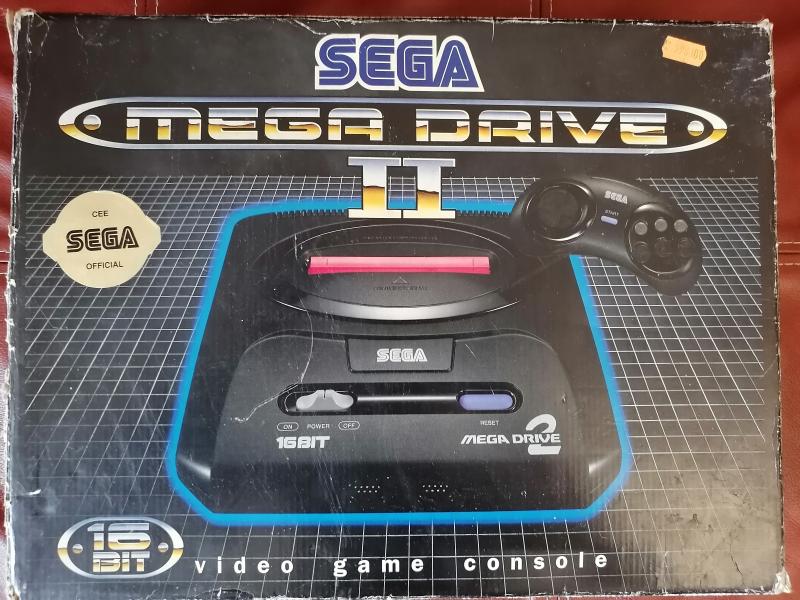 SEGA
MEGA DRIVE
II
CEE
SEGA
OFFICIAL
SEGA
START
SEGA
ON POWER OFF
RESET
16BIT
MEGA DRIVE 2
16
BIT
video game console